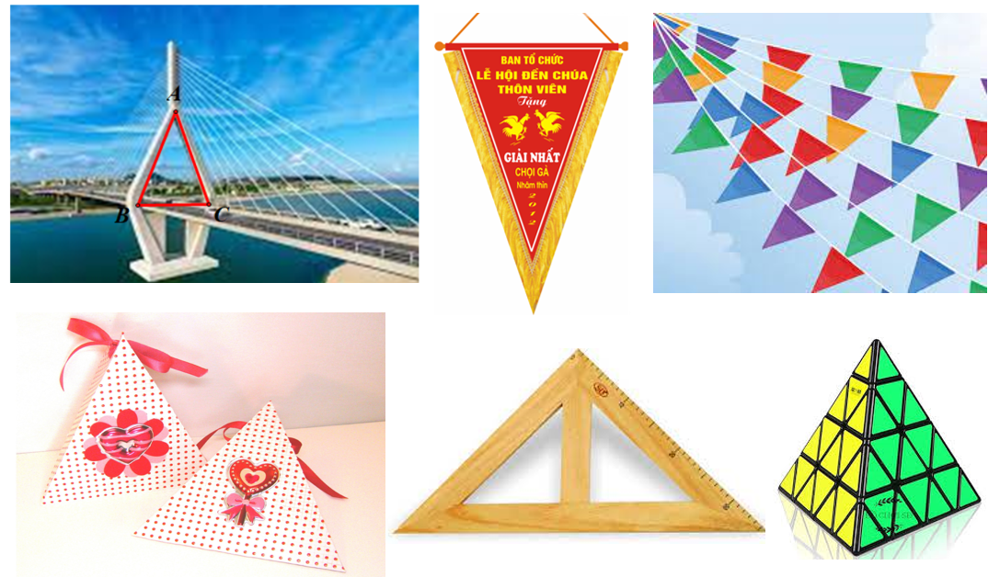 A
B
C
BAN TỔ CHỨC
LỄ HỘI ĐỀN CHÚA
THÔN VIÊN
Tặng
GIẢI NHẤT
CHỌI GÀ
Nhâm thìn
2012